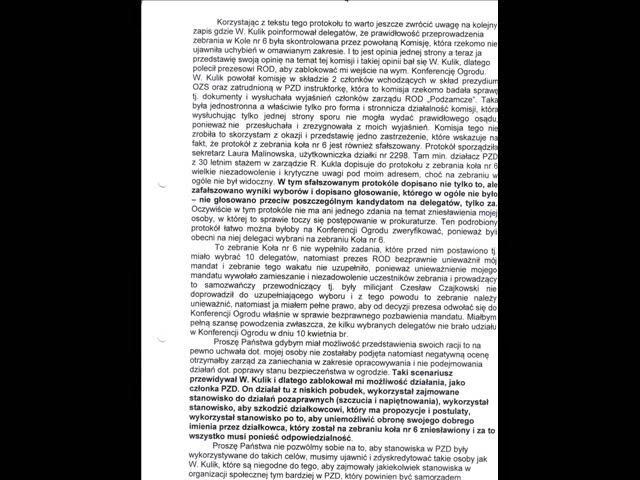 Korzystając z tekstu tego protokołu to warto jeszcze zwrócić uwagę na kolejny
zapis gdzie W. Kulik poinformował delegatów, że prawidłowość przeprowadzenia
zebrania w Kole nr 6 była skontrolowana przez powołaną Komisję, która rzekomo nie
ujawniła uchybień w omawianym zakresie. I to jest opinia jednej strony a teraz ja
przedstawię swoją opinię na temat tej komisji i takiej opinii bał się W. Kulik, dlatego
polecił prezesowi ROD, aby zablokować mi wejście na wym. Konferencję Ogrodu.
W. Kulik powołał komisję w składzie 2 członków wchodzących w skład prezydium
OZS oraz zatrudnioną w PZD instruktorkę, która to komisja rzekomo badała sprawę
tj. dokumenty i wysłuchała wyjaśnień członków zarządu ROD „Podzamcze". Taka
była jednostronna a właściwie tylko pro forma i stronnicza działalność komisji, która
wysłuchując tylko jednej strony sporu nie mogła wydać prawidłowego osądu,
ponieważ nie przesłuchała i zrezygnowała z moich wyjaśnień. Komisja tego nie
zrobiła to skorzystam z okazji i przedstawię jedno zastrzeżenie, które wskazuje na
fakt, że protokół z zebrania koła nr 6 jest również sfałszowany. Protokół sporządziła
sekretarz Laura Malinowska, użytkowniczka działki nr 2298. Tam min. działacz PZD
z 30 letnim stażem w zarządzie R. Kukla dopisuje do protokołu z zebrania koła nr 6
wielkie niezadowolenie i krytyczne uwagi pod moim adresem, choć na zebraniu w
ogóle nie był widoczny. W tym sfałszowanym protokóle dopisano nie tylko to, ale
zafałszowano wyniki wyborów i dopisano głosowanie, którego w ogóle nie było
– nie głosowano przeciw poszczególnym kandydatom na delegatów, tylko za.
Oczywiście w tym protokóle nie ma ani jednego zdania na temat zniesławienia mojej
osoby, w której to sprawie toczy się postępowanie w prokuraturze. Ten podrobiony
protokół łatwo można byłoby na Konferencji Ogrodu zweryfikować, ponieważ byli
obecni na niej delegaci wybrani na zebraniu Koła nr 6.
To zebranie Koła nr 6 nie wypełniło zadania, które przed nim postawiono tj.
miało wybrać 10 delegatów, natomiast prezes ROD bezprawnie unieważnił mój
mandat i zebranie tego wakatu nie uzupełniło, ponieważ unieważnienie mojego
mandatu wywołało zamieszanie i niezadowolenie uczestników zebrania i prowadzący
to samozwańczy przewodniczący tj. były milicjant Czesław Czajkowski nie
doprowadził do uzupełniającego wyboru i z tego powodu to zebranie należy
unieważnić, natomiast ja miałem pełne prawo, aby od decyzji prezesa odwołać się do
Konferencji Ogrodu właśnie w sprawie bezprawnego pozbawienia mandatu. Miałbym
pełną szansę powodzenia zwłaszcza, że kilku wybranych delegatów nie brało udziału
w Konferencji Ogrodu w dniu 10 kwietnia br.
Proszę Państwa gdybym miał możliwość przedstawienia swoich racji to na
pewno uchwała dot. mojej osoby nie zostałaby podjęta natomiast negatywną ocenę
otrzymałby zarząd za zaniechania w zakresie opracowywania i nie podejmowania
działań dot. poprawy stanu bezpieczeństwa w ogrodzie. Taki scenariusz
przewidywał W. Kulik i dlatego zablokował mi możliwość działania, jako
członka PZD. On działał tu z niskich pobudek, wykorzystał zajmowane
stanowisko do działań pozaprawnych (szczucia i napiętnowania), wykorzystał
stanowisko, aby szkodzić działkowcowi, który ma propozycje i postulaty,
wykorzystał stanowisko po to, aby uniemożliwić obronę swojego dobrego
imienia przez działkowca, który został na zebraniu koła nr 6 zniesławiony i za to
wszystko musi ponieść odpowiedzialność.
Proszę Państwa nie pozwólmy sobie na to, aby stanowiska w PZD były
wykorzystywane do takich celów, musimy ujawnić i zdyskredytować takie osoby jak
W. Kulik, które są niegodne do tego, aby zajmowały jakiekolwiek stanowiska w
organizacji społecznej tym bardziej w PZD, który powinien być samorządem